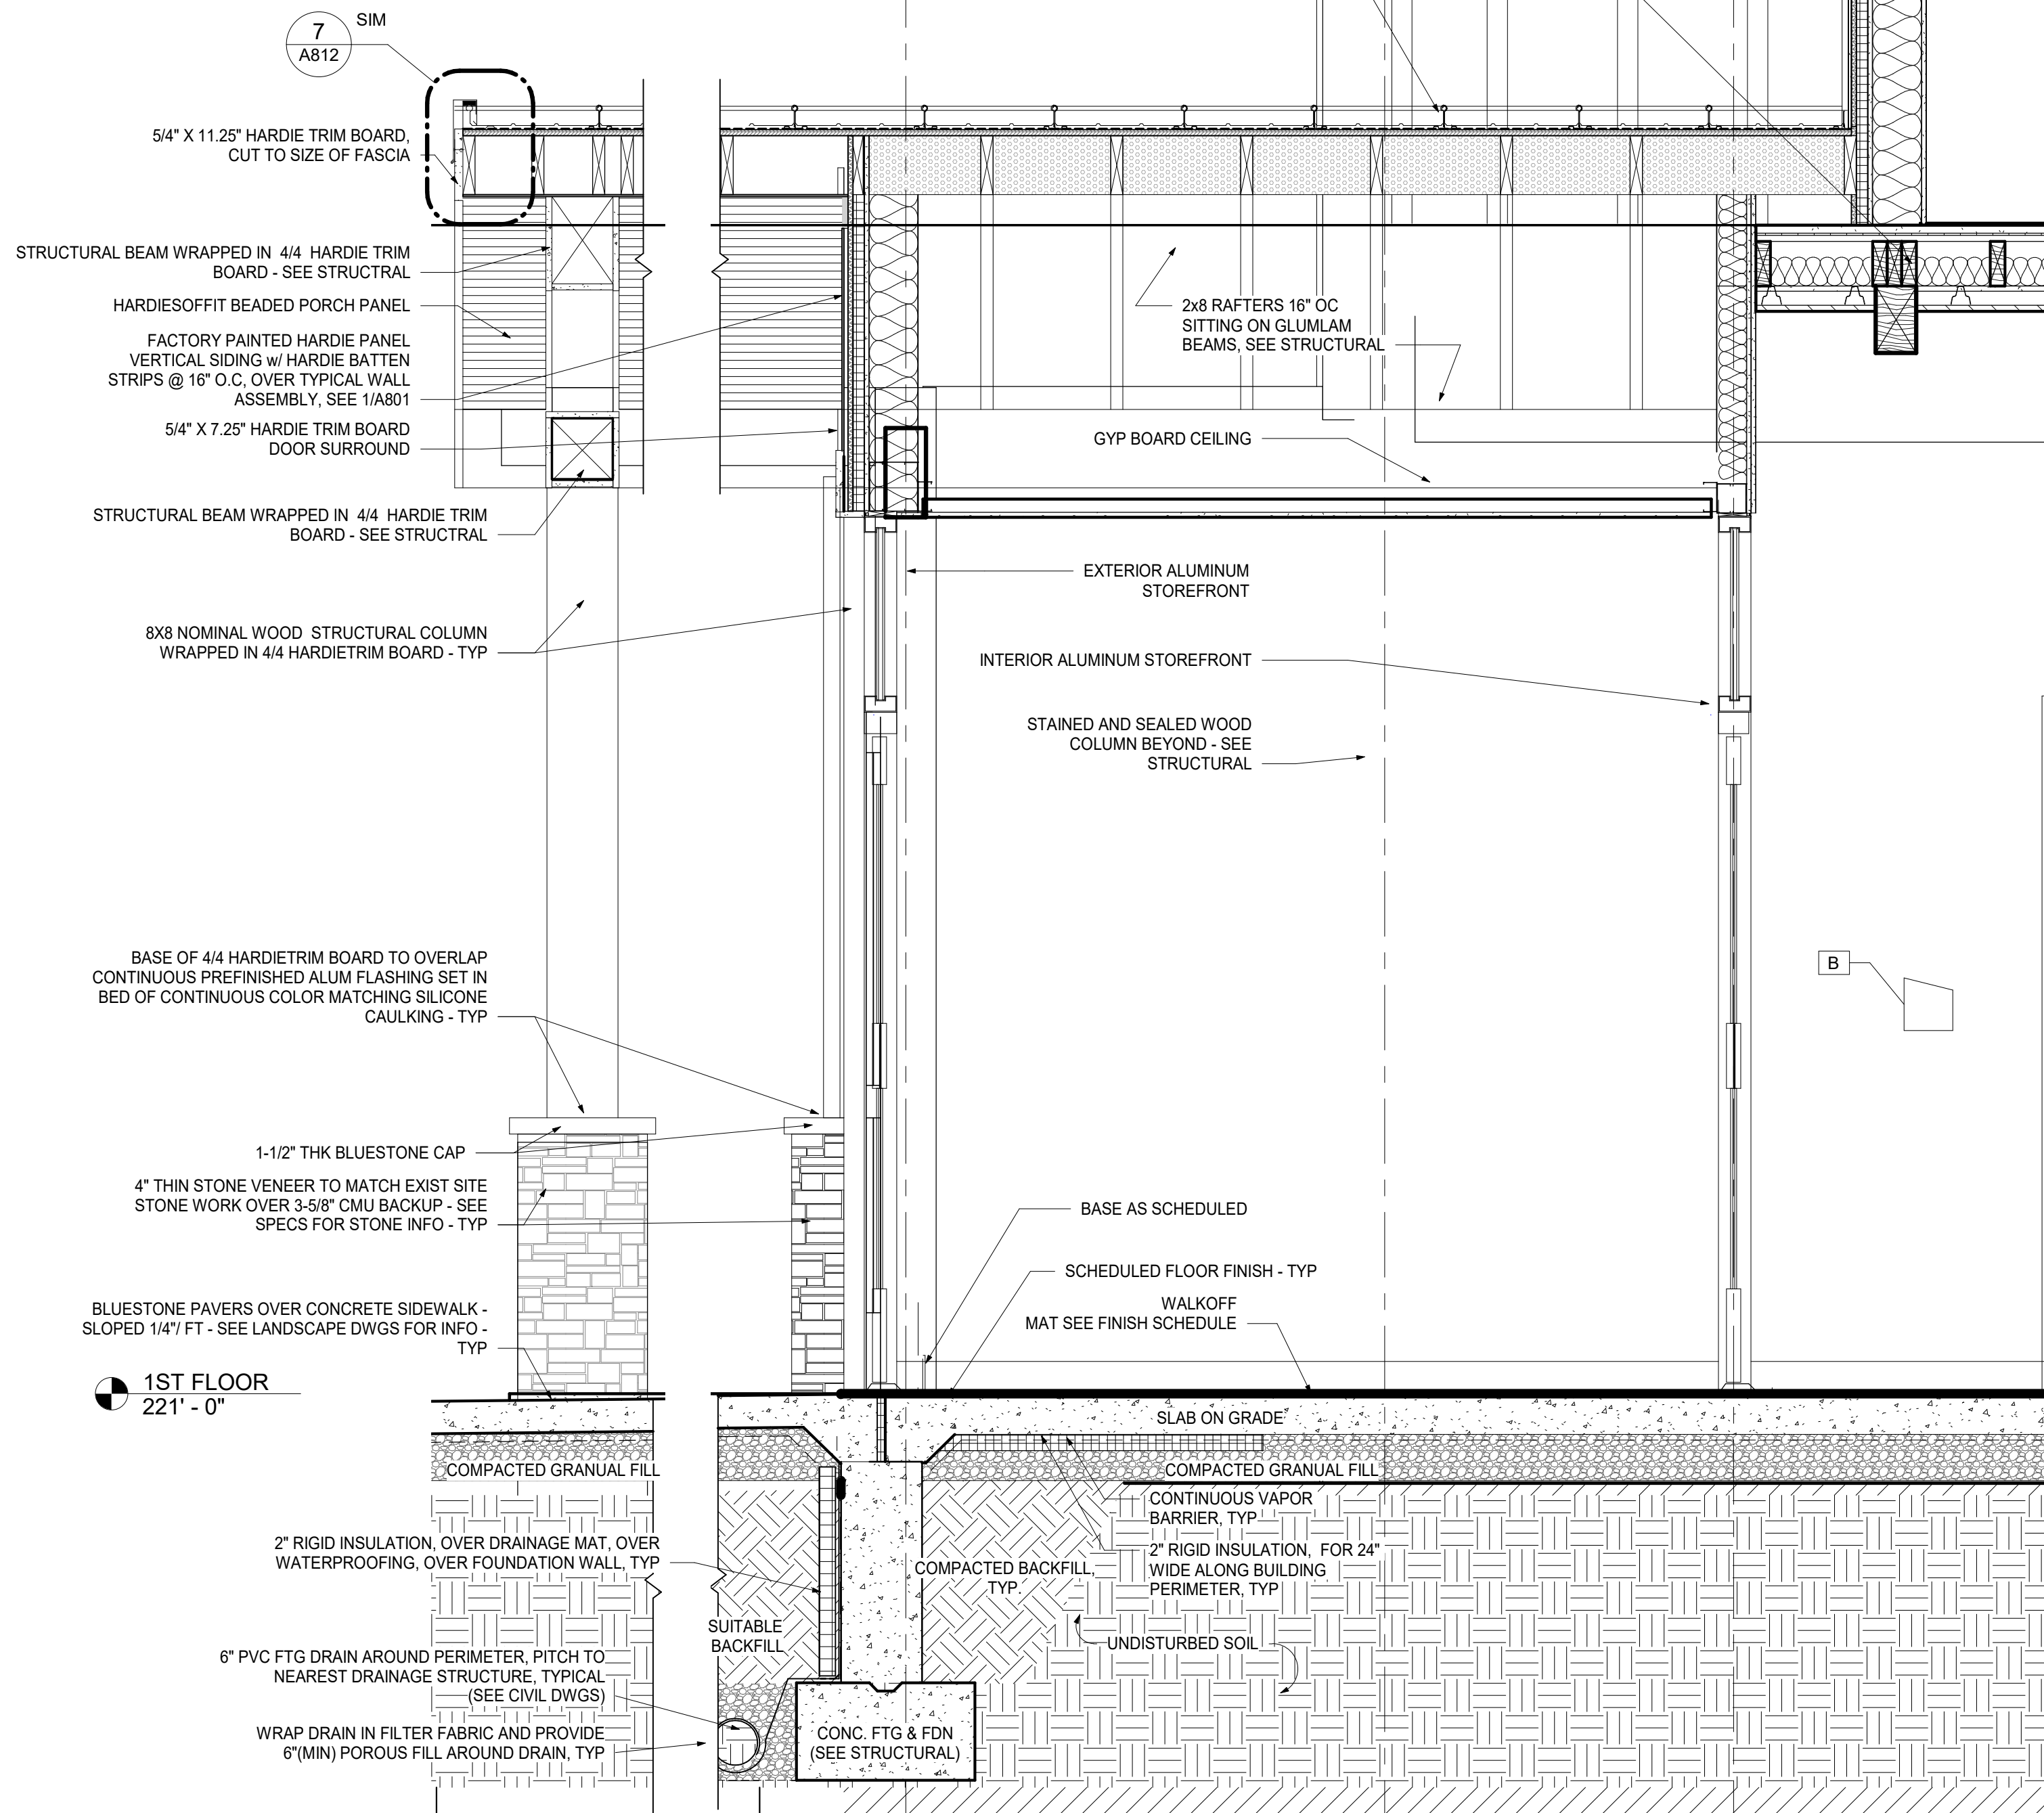 7
A812
SIM
5/4" X 11.25" HARDIE TRIM BOARD,
CUT TO SIZE OF FASCIA
STRUCTURAL BEAM WRAPPED IN 4/4 HARDIE TRIM
BOARD - SEE STRUCTRAL
HARDIESOFFIT BEADED PORCH PANEL
FACTORY PAINTED HARDIE PANEL
VERTICAL SIDING w/ HARDIE BATTEN
STRIPS @ 16" O.C, OVER TYPICAL WALL
ASSEMBLY, SEE 1/A801
5/4" X 7.25" HARDIE TRIM BOARD
DOOR SURROUND
STRUCTURAL BEAM WRAPPED IN 4/4 HARDIE TRIM
BOARD - SEE STRUCTRAL
8X8 NOMINAL WOOD STRUCTURAL COLUMN
WRAPPED IN 4/4 HARDIETRIM BOARD - TYP
BASE OF 4/4 HARDIETRIM BOARD TO OVERLAP
CONTINUOUS PREFINISHED ALUM FLASHING SET IN
BED OF CONTINUOUS COLOR MATCHING SILICONE
CAULKING - TYP
1-1/2" THK BLUESTONE CAP
4" THIN STONE VENEER TO MATCH EXIST SITE
STONE WORK OVER 3-5/8" CMU BACKUP - SEE
SPECS FOR STONE INFO - TYP
BLUESTONE PAVERS OVER CONCRETE SIDEWALK -
SLOPED 1/4"/ FT - SEE LANDSCAPE DWGS FOR INFO -
TYP
1ST FLOOR
221' - 0"
COMPACTED GRANUAL FILL
2" RIGID INSULATION, OVER DRAINAGE MAT, OVER
WATERPROOFING, OVER FOUNDATION WALL, TYP
6" PVC FTG DRAIN AROUND PERIMETER, PITCH TO
NEAREST DRAINAGE STRUCTURE, TYPICAL
(SEE CIVIL DWGS)
WRAP DRAIN IN FILTER FABRIC AND PROVIDE
6"(MIN) POROUS FILL AROUND DRAIN, TYP
2x8 RAFTERS 16" OC
SITTING ON GLUMLAM
BEAMS, SEE STRUCTURAL
GYP BOARD CEILING
EXTERIOR ALUMINUM
STOREFRONT
INTERIOR ALUMINUM STOREFRONT
STAINED AND SEALED WOOD
COLUMN BEYOND - SEE
STRUCTURAL
B
BASE AS SCHEDULED
SCHEDULED FLOOR FINISH - TYP
WALKOFF
MAT SEE FINISH SCHEDULE
SLAB ON GRADE
COMPACTED GRANUAL FILL
CONTINUOUS VAPOR
BARRIER, TYP
2" RIGID INSULATION, FOR 24"
WIDE ALONG BUILDING
PERIMETER, TYP
COMPACTED BACKFILL,
TYP.
SUITABLE
BACKFILL
UNDISTURBED SOIL
CONC. FTG & FDN
(SEE STRUCTURAL)